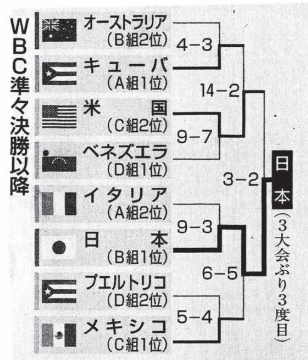 WBC準々決勝以降
オーストラリア
(B組2位)
キューバ
(A組1位)
米国
(C組2位)
ベネズエラ
(D組1位)
イタリア
(A組2位)
日本
(B組1位)
プエルトリコ
(D組2位)
メキシコ
(C組1位)
4-3
9-7
9-3
5-4
14-2
6-5
3-2
日本(3大会ぶり3度目)